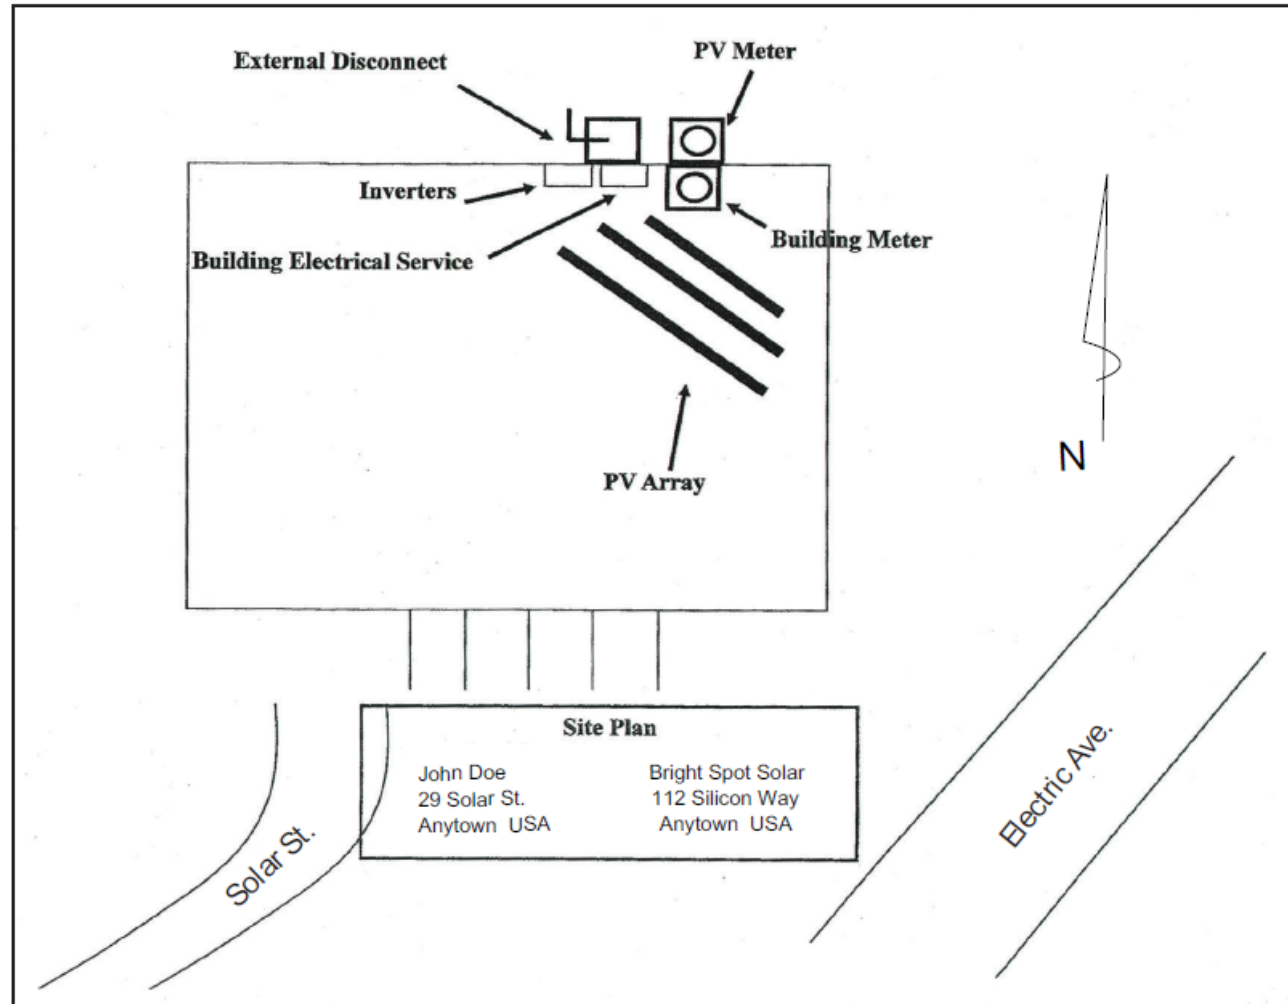 External Disconnect
PV Meter
Inverters
Building Electrical Service
Building Meter
PV Array
N
Site Plan
John Doe
29 Solar St.
Anytown USA
Bright Spot Solar
112 Silicon Way
Anytown USA
Solar St.
Electric Ave.